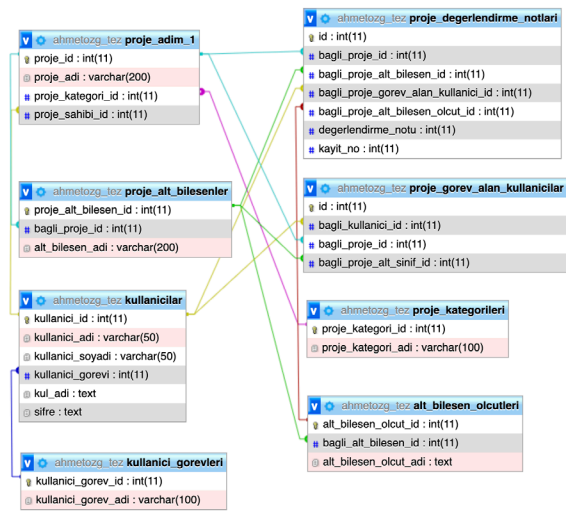 ahmetozg_tez proje_adim_1
proje_id : int(11)
proje_adi : varchar(200)
proje_kategori_id : int(11)
proje_sahibi_id : int(11)
ahmetozg_tez proje_alt_bilesenler
proje_alt_bilesen_id : int(11)
bagli_proje_id : int(11)
alt_bilesen_adi : varchar(200)
ahmetozg_tez kullanicilar
kullanici_id : int(11)
kullanici_adi : varchar(50)
kullanici_soyadi : varchar(50)
kullanici_gorevi : int(11)
kul_adi : text
sifre : text
ahmetozg_tez kullanici_gorevleri
kullanici_gorev_id : int(11)
kullanici_gorev_adi : varchar(100)
ahmetozg_tez proje_degerlendirme_notlari
id : int(11)
bagli_proje_id : int(11)
bagli_proje_alt_bilesen_id : int(11)
bagli_proje_gorev_alan_kullanici_id : int(11)
bagli_proje_alt_bilesen_olcut_id : int(11)
degerlendirme_notu : int(11)
kayit_no : int(11)
ahmetozg_tez proje_gorev_alan_kullanicilar
id : int(11)
bagli_kullanici_id : int(11)
bagli_proje_id : int(11)
bagli_proje_alt_sinif_id : int(11)
ahmetozg_tez proje_kategorileri
proje_kategori_id : int(11)
proje_kategori_adi : varchar(100)
ahmetozg_tez alt_bilesen_olcutleri
alt_bilesen_olcut_id : int(11)
bagli_alt_bilesen_id : int(11)
alt_bilesen_olcut_adi : text